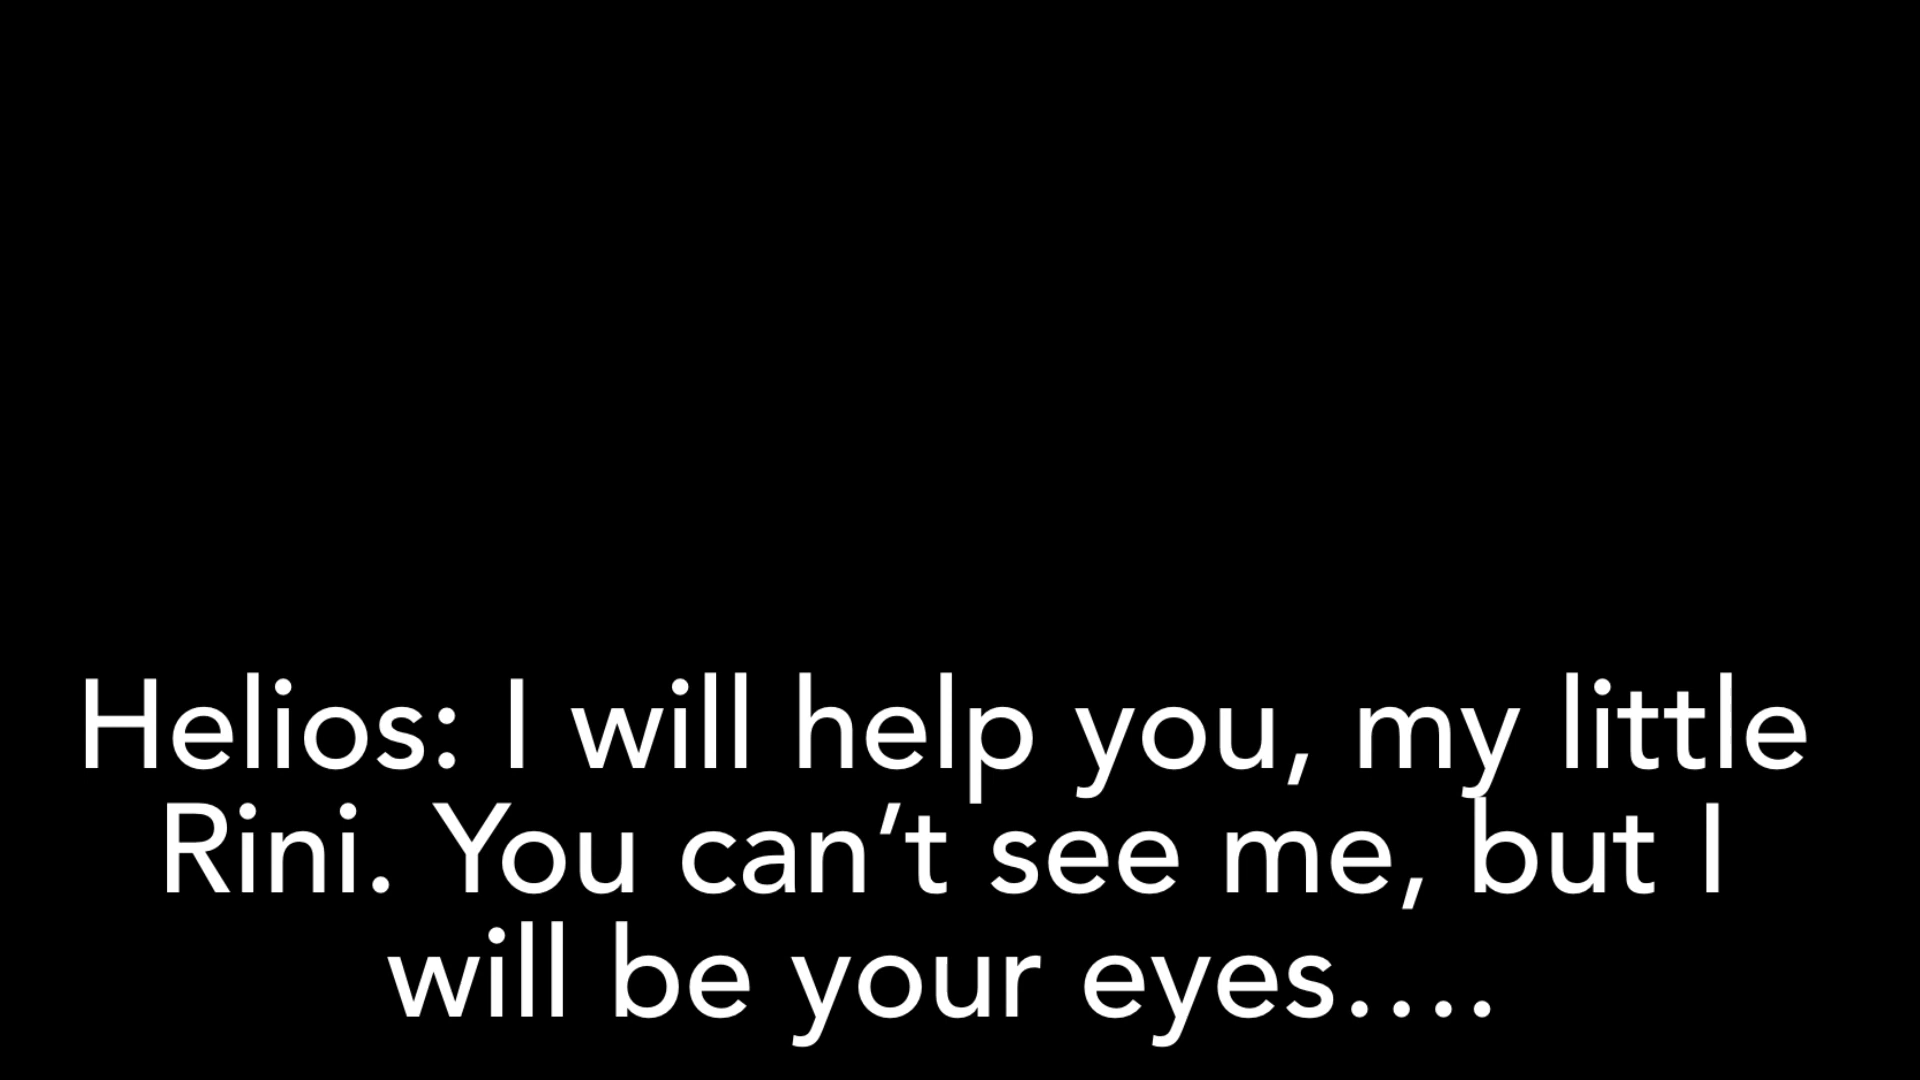 Helios: I will help you, my little
Rini. You can’t see me, but I
will be your eyes....